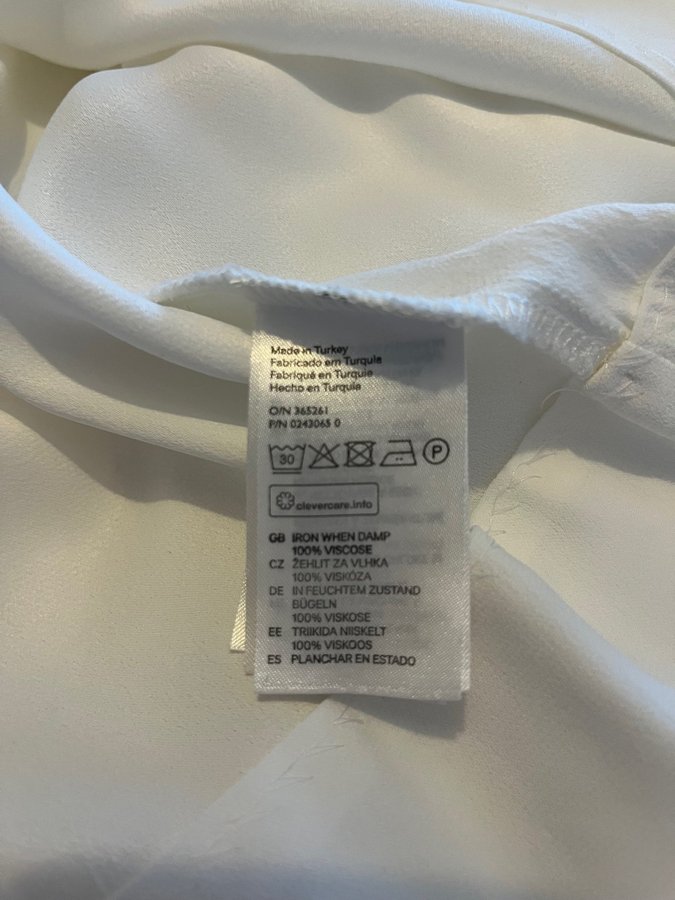 Made in Turkey
Fabricado em Turquia
Fabriqué en Turquie
Hecho en Turquía
O/N 365261
P/N 0243065 0
30 P
clevercare.info
GB IRON WHEN DAMP
100% VISCOSE
CZ ŽEHLIT ZA VLHKA
100% VISKÓZA
DE IN FEUCHTEM ZUSTAND
BÜGELN
100% VISKOSE
EE TRIIKIDA NIISKELT
100% VISKOOS
ES PLANCHAR EN ESTADO